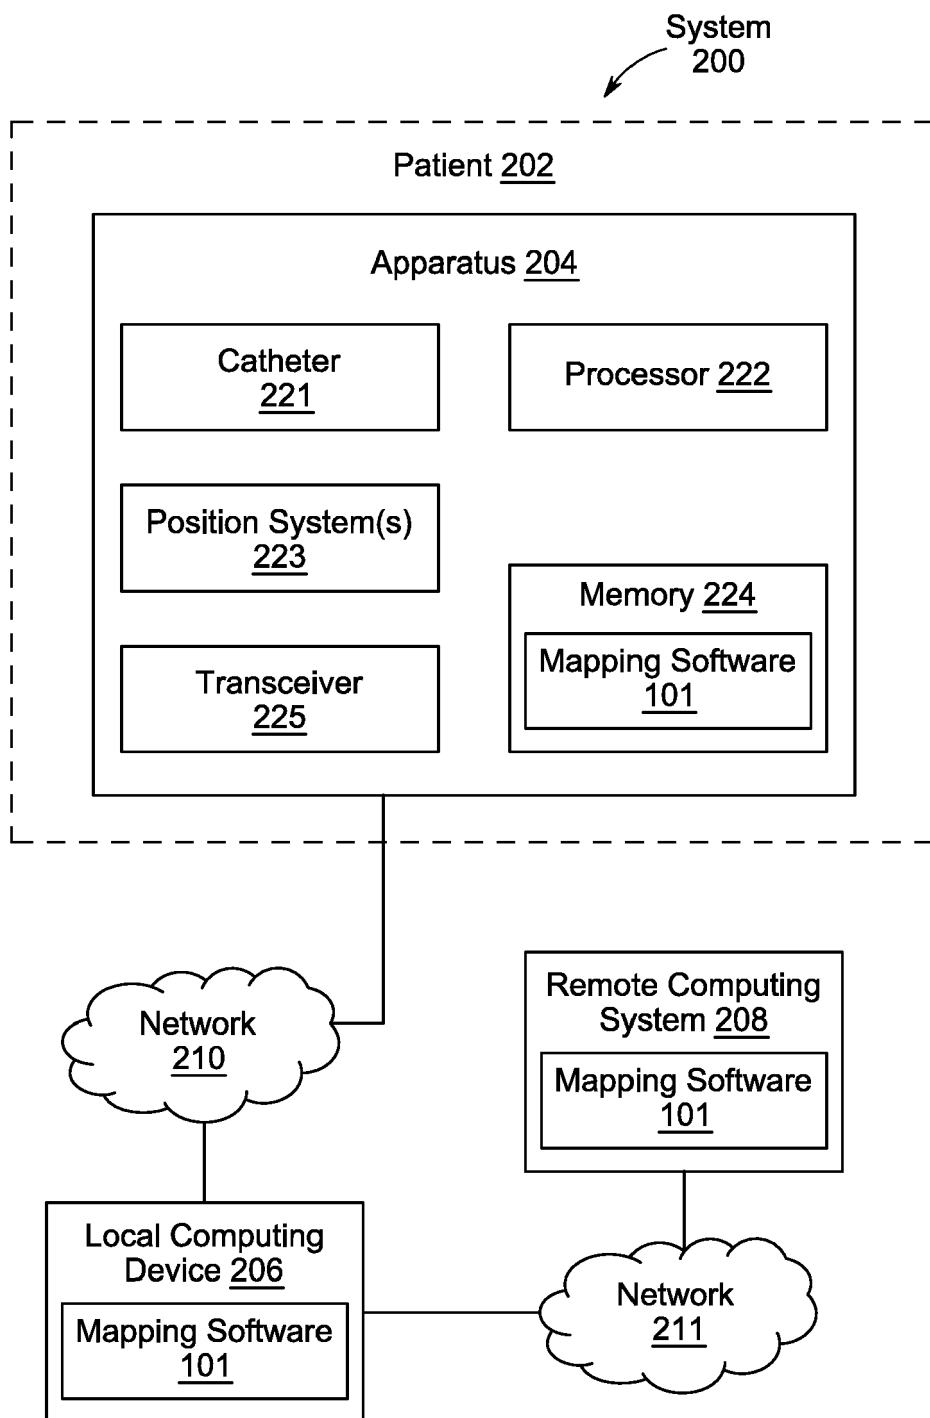 System
200
Patient 202
Apparatus 204
Catheter
221
Processor 222
Position System(s)
223
Memory 224
Mapping Software
101
Transceiver
225
Network
210
Remote Computing
System 208
Mapping Software
101
Local Computing
Device 206
Mapping Software
101
Network
211